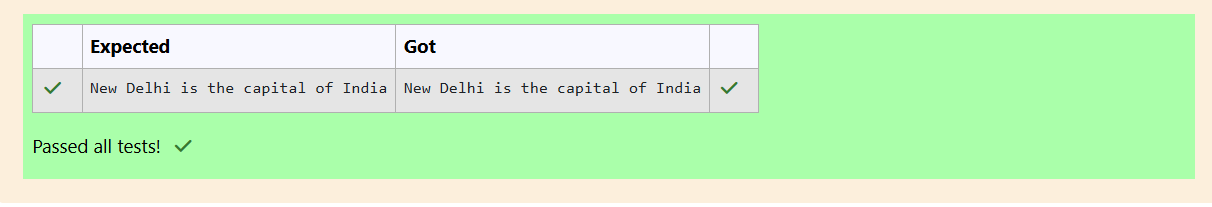 Expected Got
New Delhi is the capital of India New Delhi is the capital of India
Passed all tests!